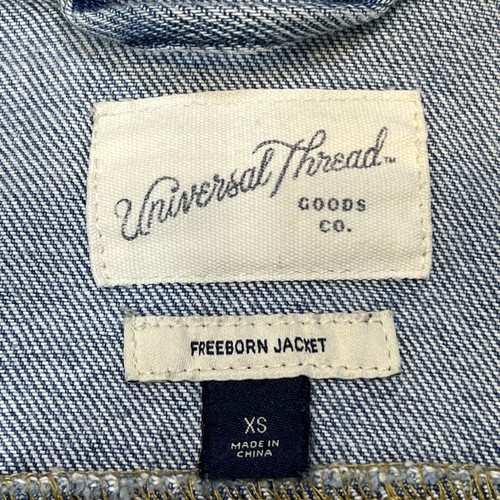 Universal Thread™
GOODS
CO.
FREEBORN JACKET
XS
MADE IN
CHINA